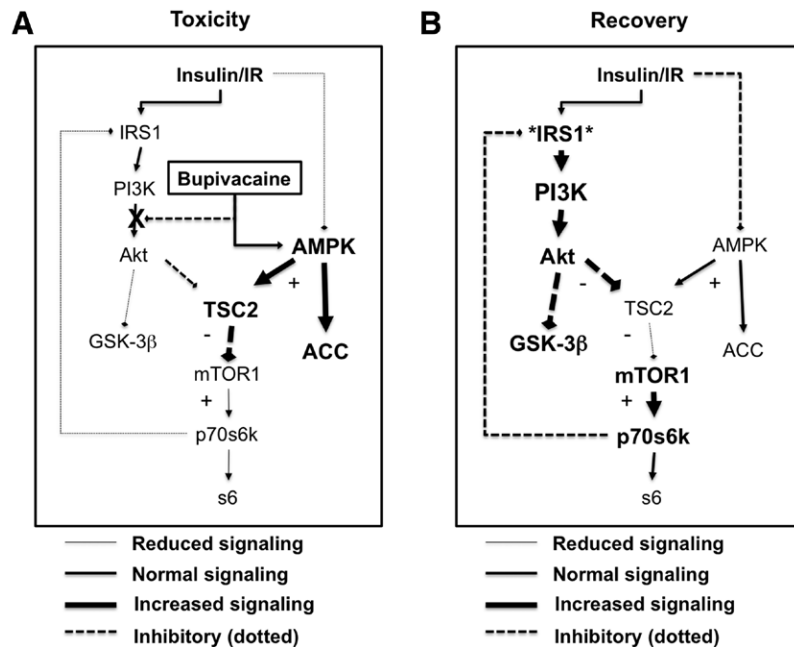 A
Toxicity
Insulin/IR
IRS1
PI3K
Bupivacaine
X
Akt
AMPK
+
TSC2
-
GSK-3β
ACC
mTOR1
+
p70s6k
s6
Reduced signaling
Normal signaling
Increased signaling
Inhibitory (dotted)
B
Recovery
Insulin/IR
*IRS1*
PI3K
Akt
AMPK
-
+
TSC2
-
GSK-3β
ACC
mTOR1
+
p70s6k
s6
Reduced signaling
Normal signaling
Increased signaling
Inhibitory (dotted)